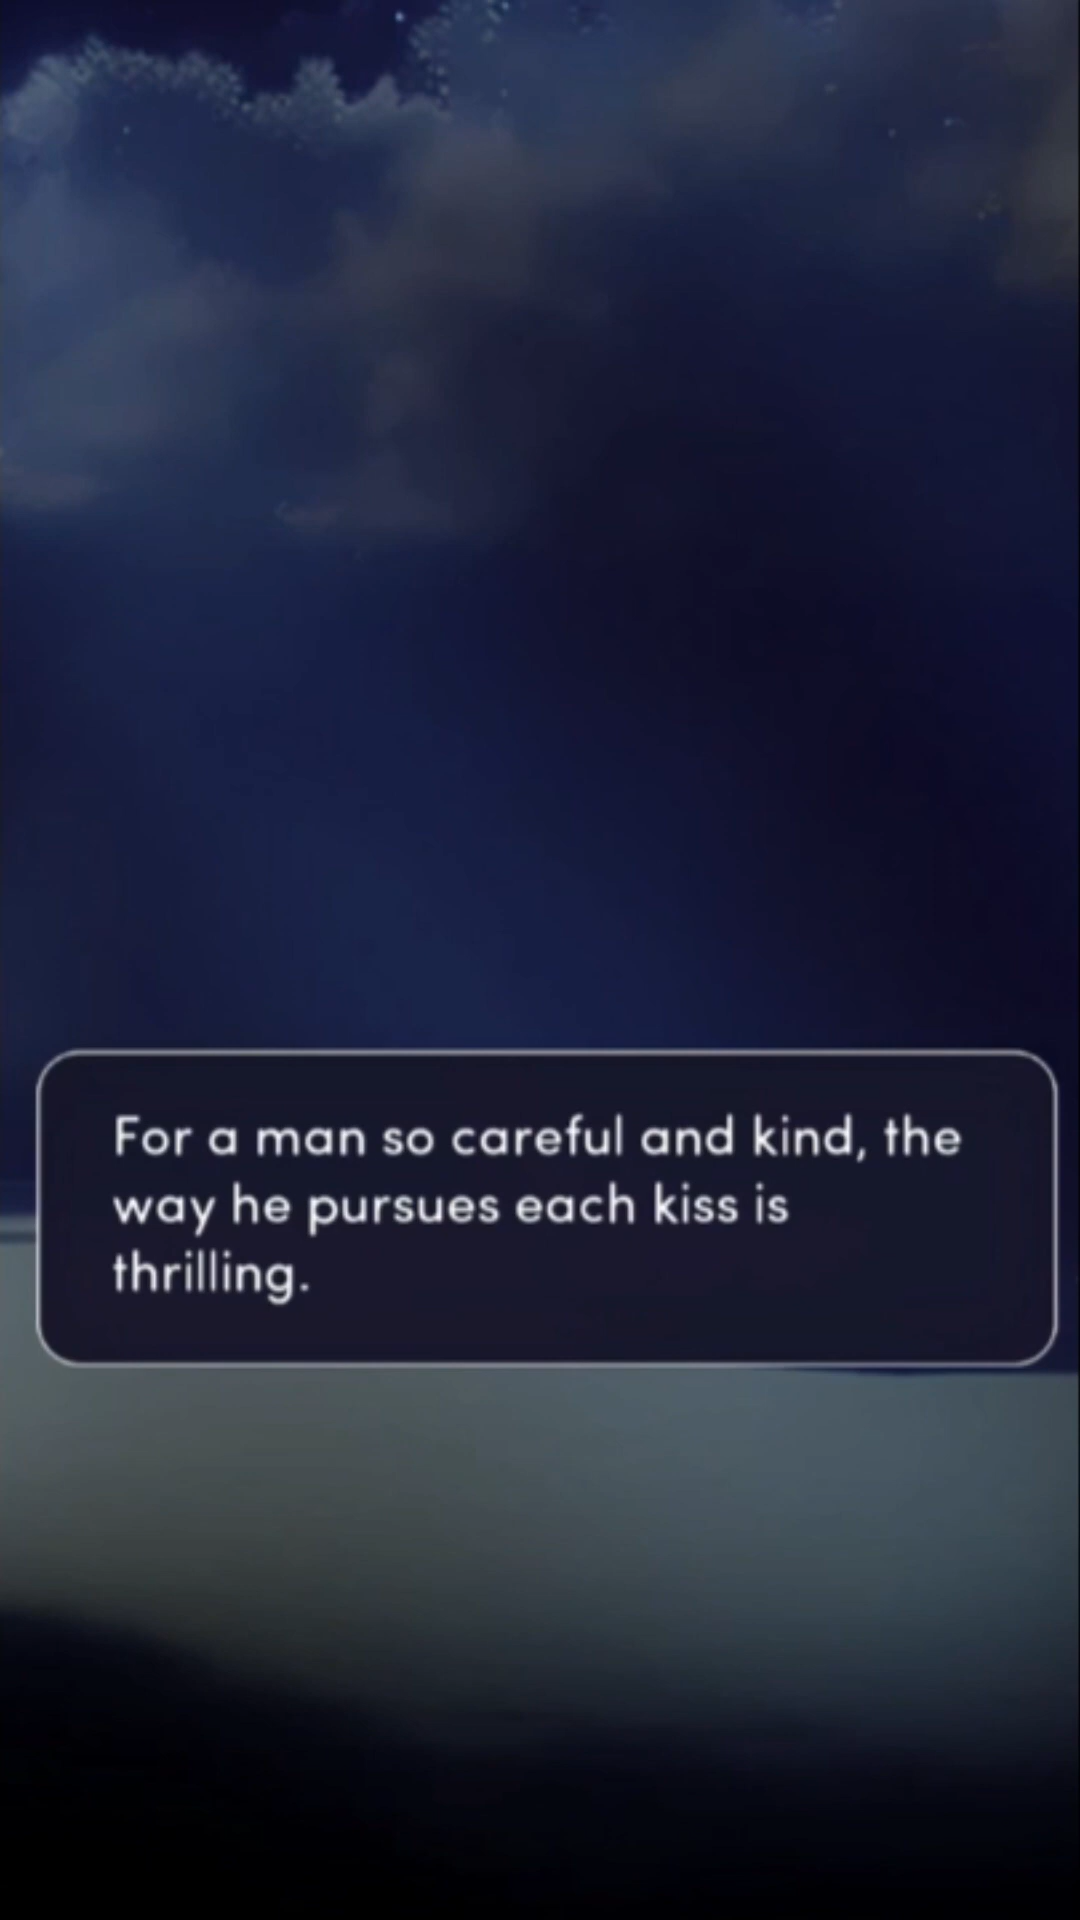 For a man so careful and kind, the
way he pursues each kiss is
thrilling.